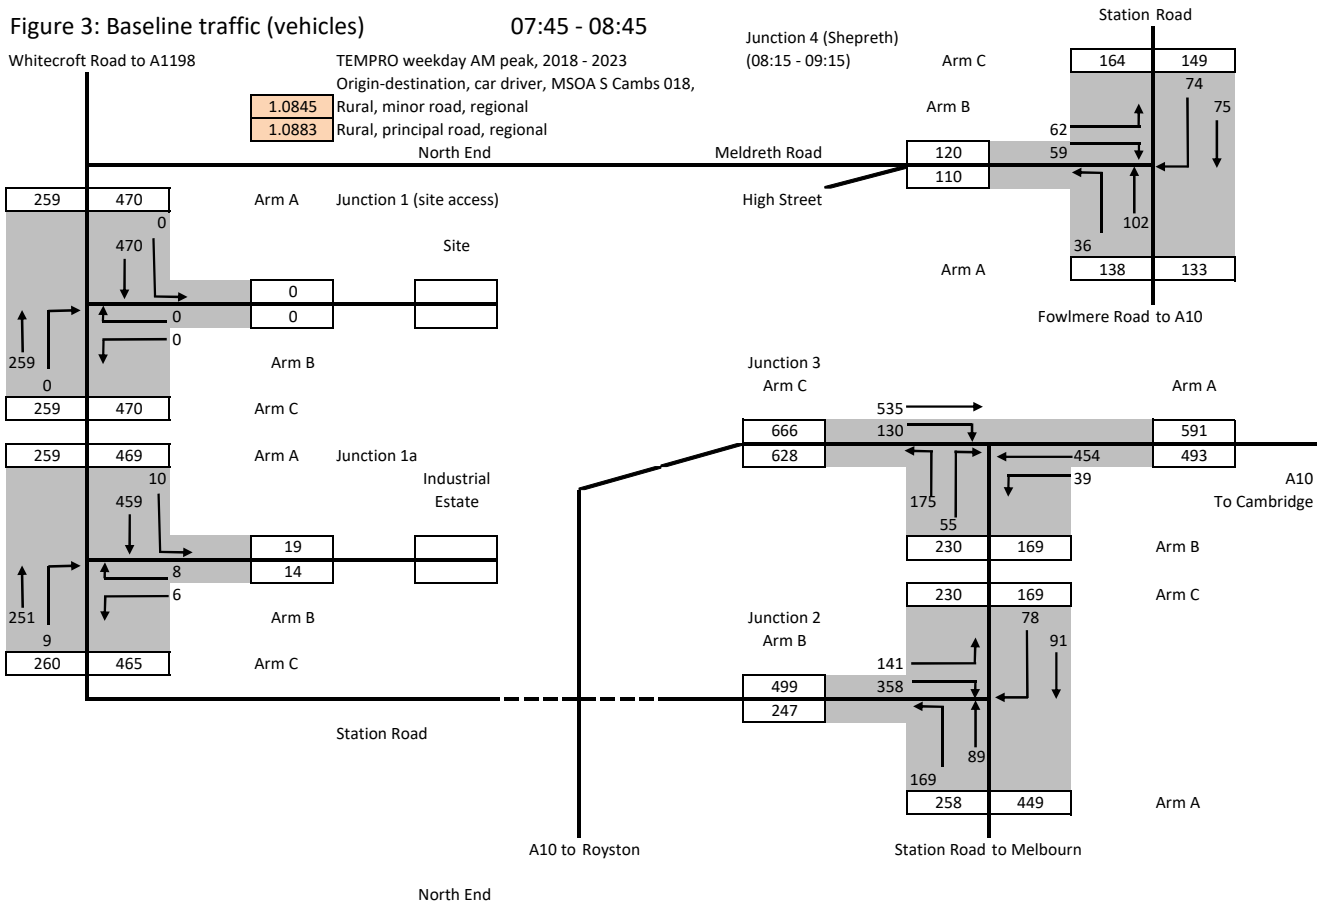 Figure 3: Baseline traffic (vehicles) 07:45 - 08:45
Station Road
Whitecroft Road to A1198
TEMPRO weekday AM peak, 2018 - 2023
Origin-destination, car driver, MSOA S Cambs 018,
1.0845 Rural, minor road, regional
1.0883 Rural, principal road, regional
Junction 4 (Shepreth)
(08:15 - 09:15)
Arm C
164 149
74
75
Arm B
62
59
120
110
North End
Meldreth Road
High Street
102
36
Arm A
138 133
Fowlmere Road to A10
259 470
Arm A
Junction 1 (site access)
0
470
Site
0
0
0
0
259
0
Arm B
259 470
Arm C
259 469
Arm A
Junction 1a
Industrial
Estate
10
459
19
14
8
6
251
9
Arm B
260 465
Arm C
Station Road
Junction 3
Arm C
Arm A
535
130
666
628
591
493
454
39
175
55
A10
To Cambridge
230 169
Arm B
230 169
Arm C
Junction 2
Arm B
78
91
141
358
499
247
89
169
258 449
Arm A
A10 to Royston
Station Road to Melbourn
North End